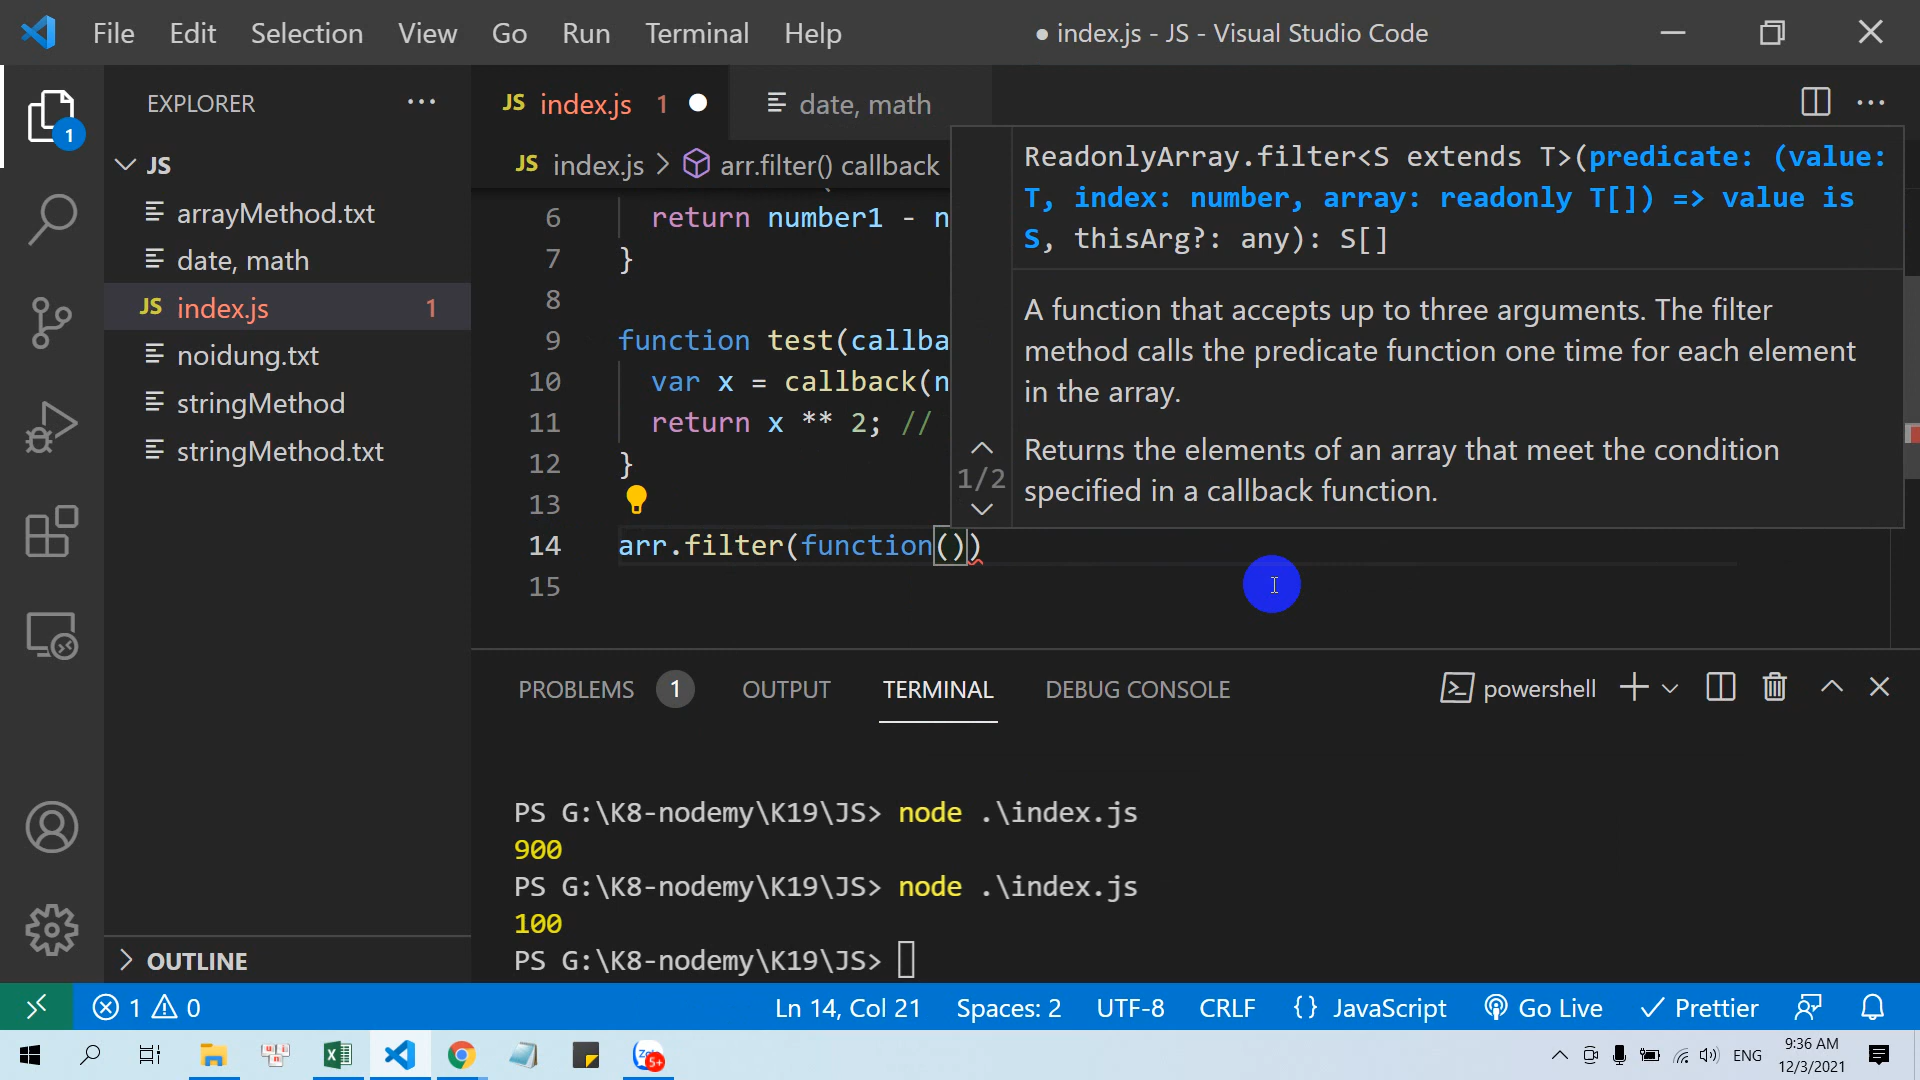 File Edit Selection View Go Run Terminal Help
● index.js - JS - Visual Studio Code
EXPLORER
JS
arrayMethod.txt
date, math
JS index.js 1
noidung.txt
stringMethod
stringMethod.txt
OUTLINE
1
JS index.js 1
date, math
JS index.js > arr.filter() callback
6 return number1 - n
7 }
8
9 function test(callba
10 var x = callback(n
11 return x ** 2; //
12 }
13
14 arr.filter(function())
15
ReadonlyArray.filter<S extends T>(predicate: (value:
T, index: number, array: readonly T[]) => value is
S, thisArg?: any): S[]
A function that accepts up to three arguments. The filter
method calls the predicate function one time for each element
in the array.
1/2
Returns the elements of an array that meet the condition
specified in a callback function.
PROBLEMS 1 OUTPUT TERMINAL DEBUG CONSOLE
powershell
PS G:\K8-nodemy\K19\JS> node .\index.js
900
PS G:\K8-nodemy\K19\JS> node .\index.js
100
PS G:\K8-nodemy\K19\JS>
1 0
Ln 14, Col 21 Spaces: 2 UTF-8 CRLF {} JavaScript Go Live Prettier
5+
ENG
9:36 AM
12/3/2021